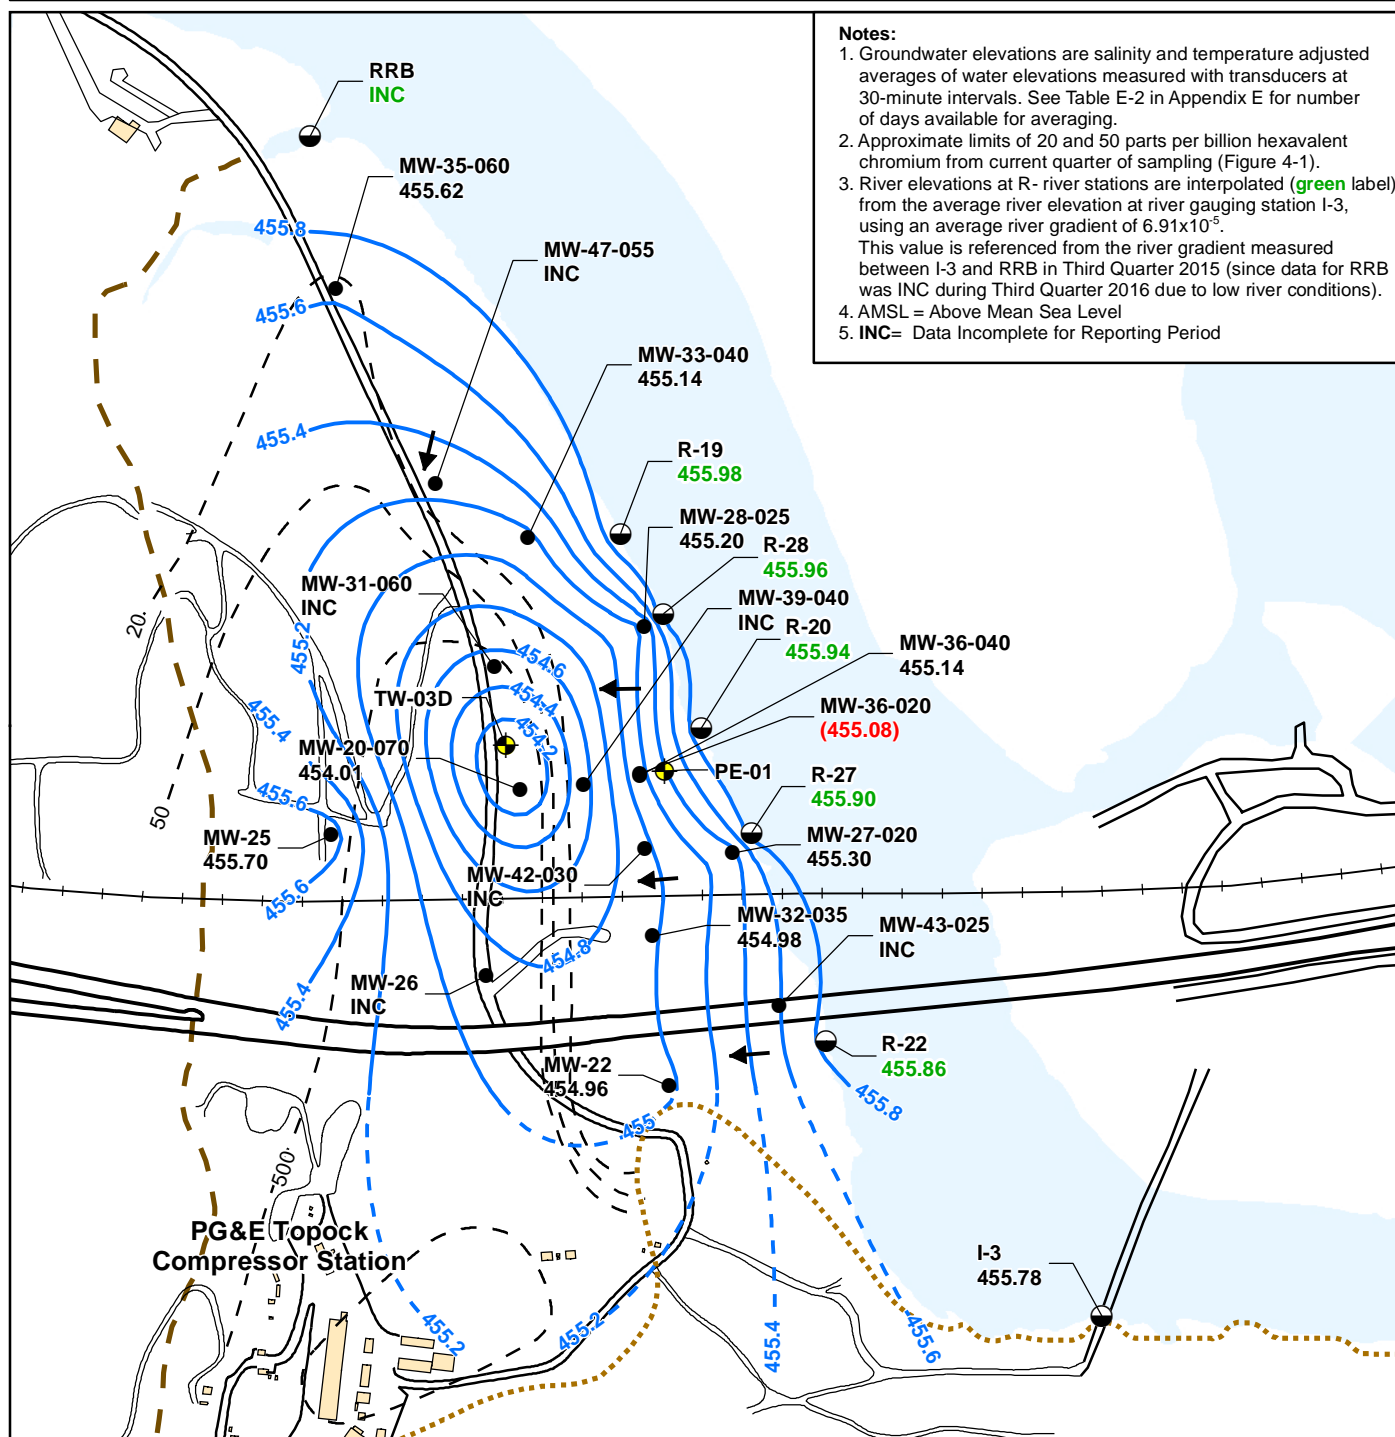 Notes:
1. Groundwater elevations are salinity and temperature adjusted
averages of water elevations measured with transducers at
30-minute intervals. See Table E-2 in Appendix E for number
of days available for averaging.
2. Approximate limits of 20 and 50 parts per billion hexavalent
chromium from current quarter of sampling (Figure 4-1).
3. River elevations at R- river stations are interpolated (green label)
from the average river elevation at river gauging station I-3,
using an average river gradient of 6.91x10⁻⁵.
This value is referenced from the river gradient measured
between I-3 and RRB in Third Quarter 2015 (since data for RRB
was INC during Third Quarter 2016 due to low river conditions).
4. AMSL = Above Mean Sea Level
5. INC= Data Incomplete for Reporting Period
RRB
INC
MW-35-060
455.62
455.8
MW-47-055
INC
455.6
MW-33-040
455.14
455.4
R-19
455.98
MW-28-025
455.20
R-28
455.96
MW-31-060
INC
MW-39-040
INC
20
R-20
455.94
455.2
454.6
MW-36-040
455.14
454.4
TW-03D
MW-36-020
(455.08)
455.4
454.2
MW-20-070
454.01
PE-01
R-27
455.90
455.6
50
MW-25
455.70
MW-27-020
455.30
MW-42-030
INC
455.6
MW-32-035
454.98
MW-43-025
INC
454.8
MW-26
INC
455.4
R-22
455.86
MW-22
454.96
455.8
455
500
PG&E Topock
Compressor Station
I-3
455.78
455.2
455.2
455.4
455.6